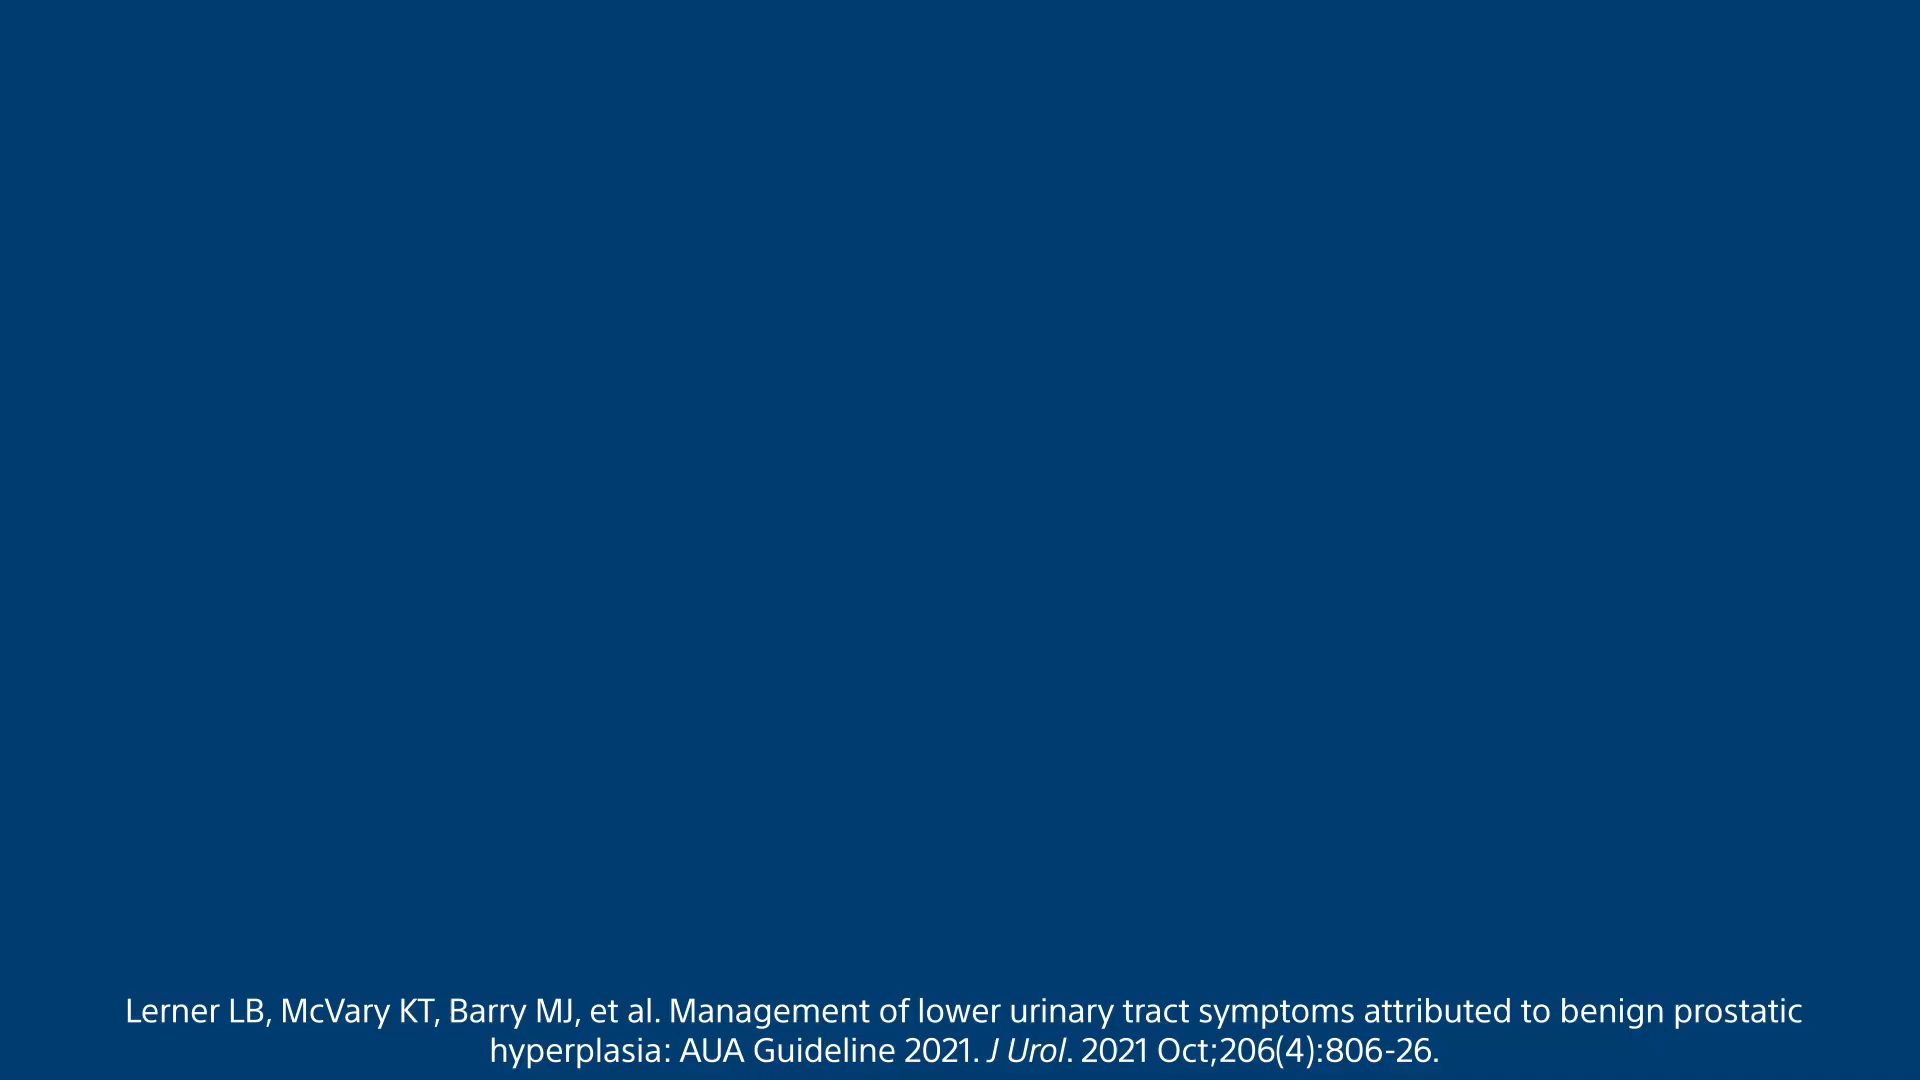 Lerner LB, McVary KT, Barry MJ, et al. Management of lower urinary tract symptoms attributed to benign prostatic
hyperplasia: AUA Guideline 2021. J Urol. 2021 Oct;206(4):806-26.